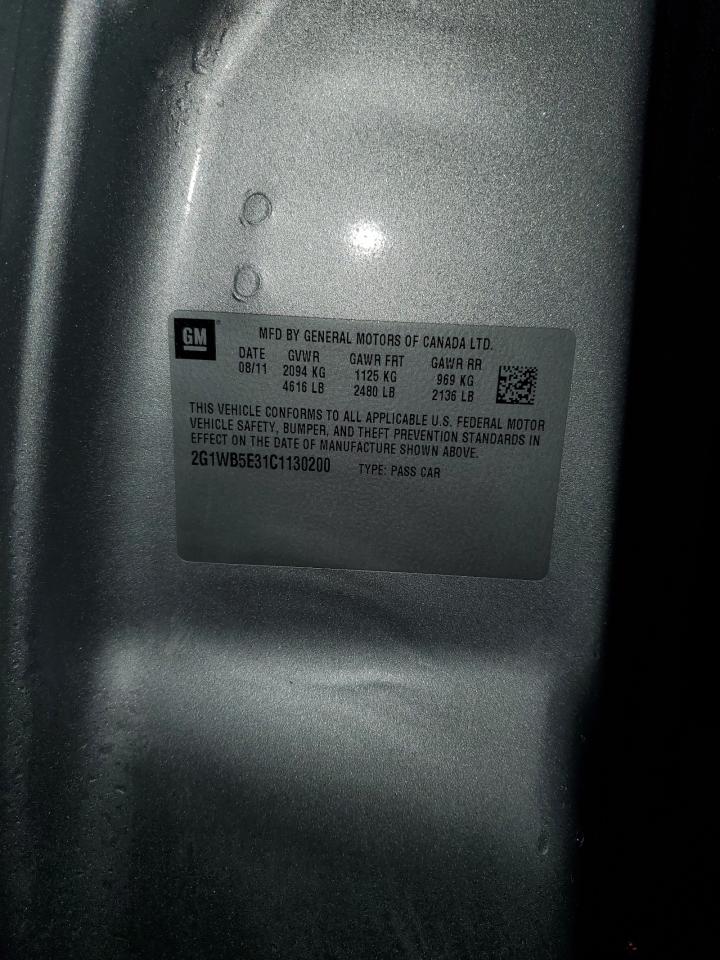 GM
MFD BY GENERAL MOTORS OF CANADA LTD.
DATE GVWR GAWR FRT GAWR RR
08/11 2094 KG 1125 KG 969 KG
4616 LB 2480 LB 2136 LB
THIS VEHICLE CONFORMS TO ALL APPLICABLE U.S. FEDERAL MOTOR
VEHICLE SAFETY, BUMPER, AND THEFT PREVENTION STANDARDS IN
EFFECT ON THE DATE OF MANUFACTURE SHOWN ABOVE.
2G1WB5E31C1130200 TYPE: PASS CAR